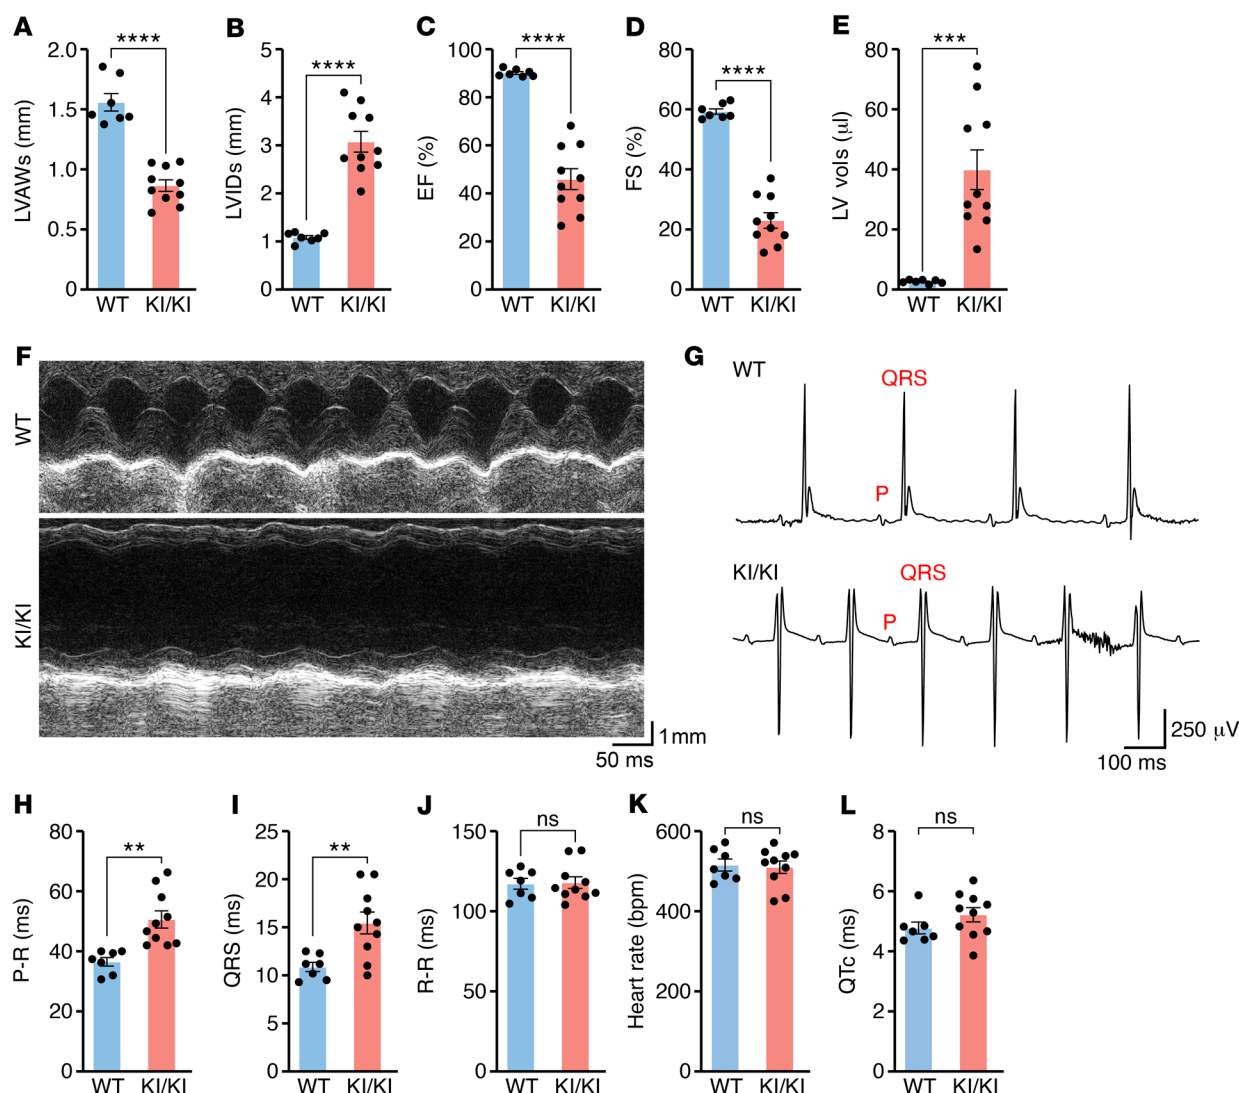 A
LVAWs (mm)
2.0
1.5
1.0
0.5
0
****
WT KI/KI
B
LVIDs (mm)
5
4
3
2
1
0
****
WT KI/KI
C
EF (%)
100
80
60
40
20
0
****
WT KI/KI
D
FS (%)
80
60
40
20
0
****
WT KI/KI
E
LV vols (μl)
80
60
40
20
0
***
WT KI/KI
F
WT
KI/KI
1 mm
50 ms
G
WT
QRS
P
KI/KI
QRS
P
250 μV
100 ms
H
P-R (ms)
80
60
40
20
0
**
WT KI/KI
I
QRS (ms)
25
20
15
10
5
0
**
WT KI/KI
J
R-R (ms)
150
100
50
0
ns
WT KI/KI
K
Heart rate (bpm)
600
400
200
0
ns
WT KI/KI
L
QTc (ms)
8
6
4
2
0
ns
WT KI/KI